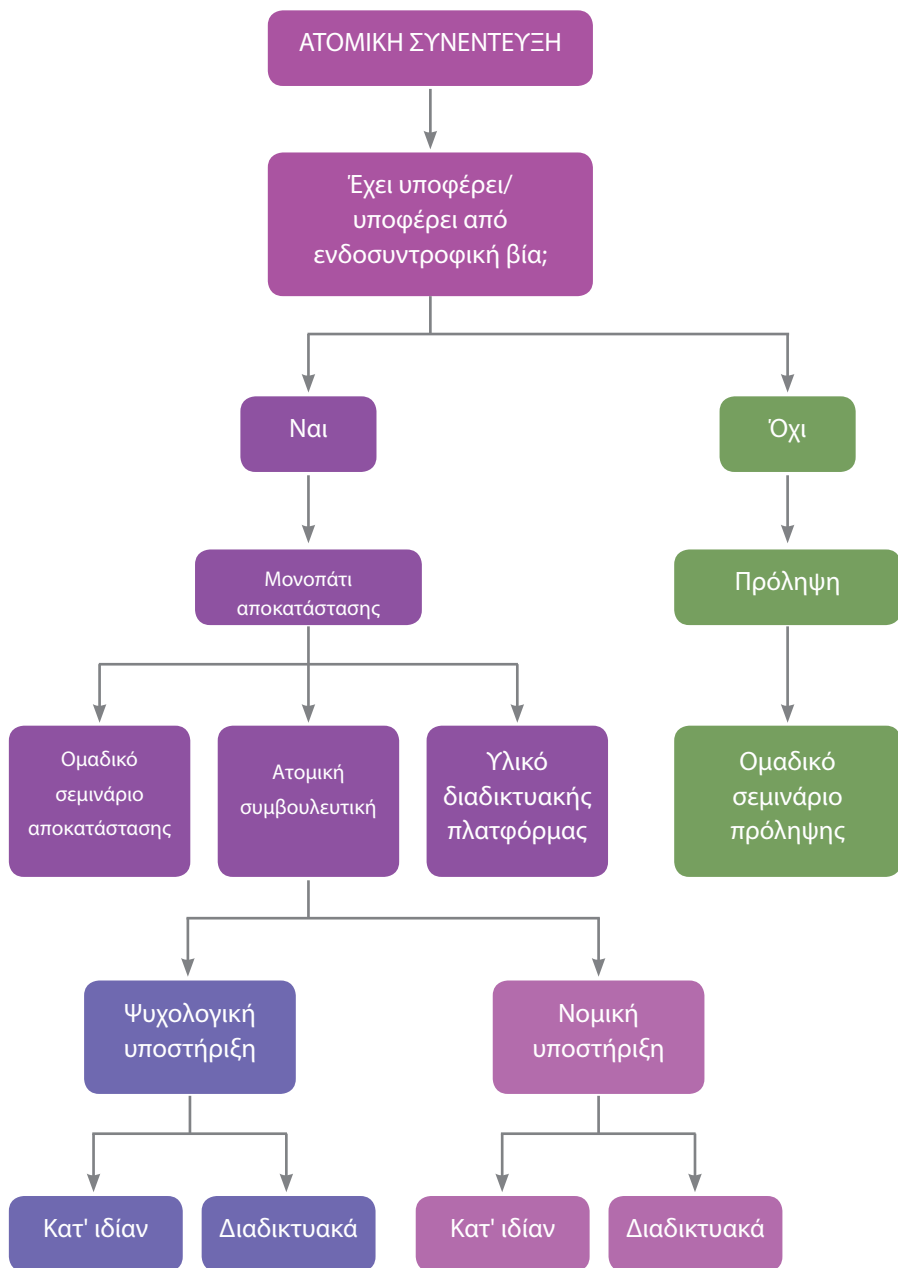 ΑΤΟΜΙΚΗ ΣΥΝΕΝΤΕΥΞΗ
Έχει υποφέρει/
υποφέρει από
ενδοσυντροφική βία;
Ναι
Όχι
Μονοπάτι
αποκατάστασης
Πρόληψη
Ομαδικό
σεμινάριο
αποκατάστασης
Ατομική
συμβουλευτική
Υλικό
διαδικτυακής
πλατφόρμας
Ομαδικό
σεμινάριο
πρόληψης
Ψυχολογική
υποστήριξη
Νομική
υποστήριξη
Κατ' ιδίαν
Διαδικτυακά
Κατ' ιδίαν
Διαδικτυακά